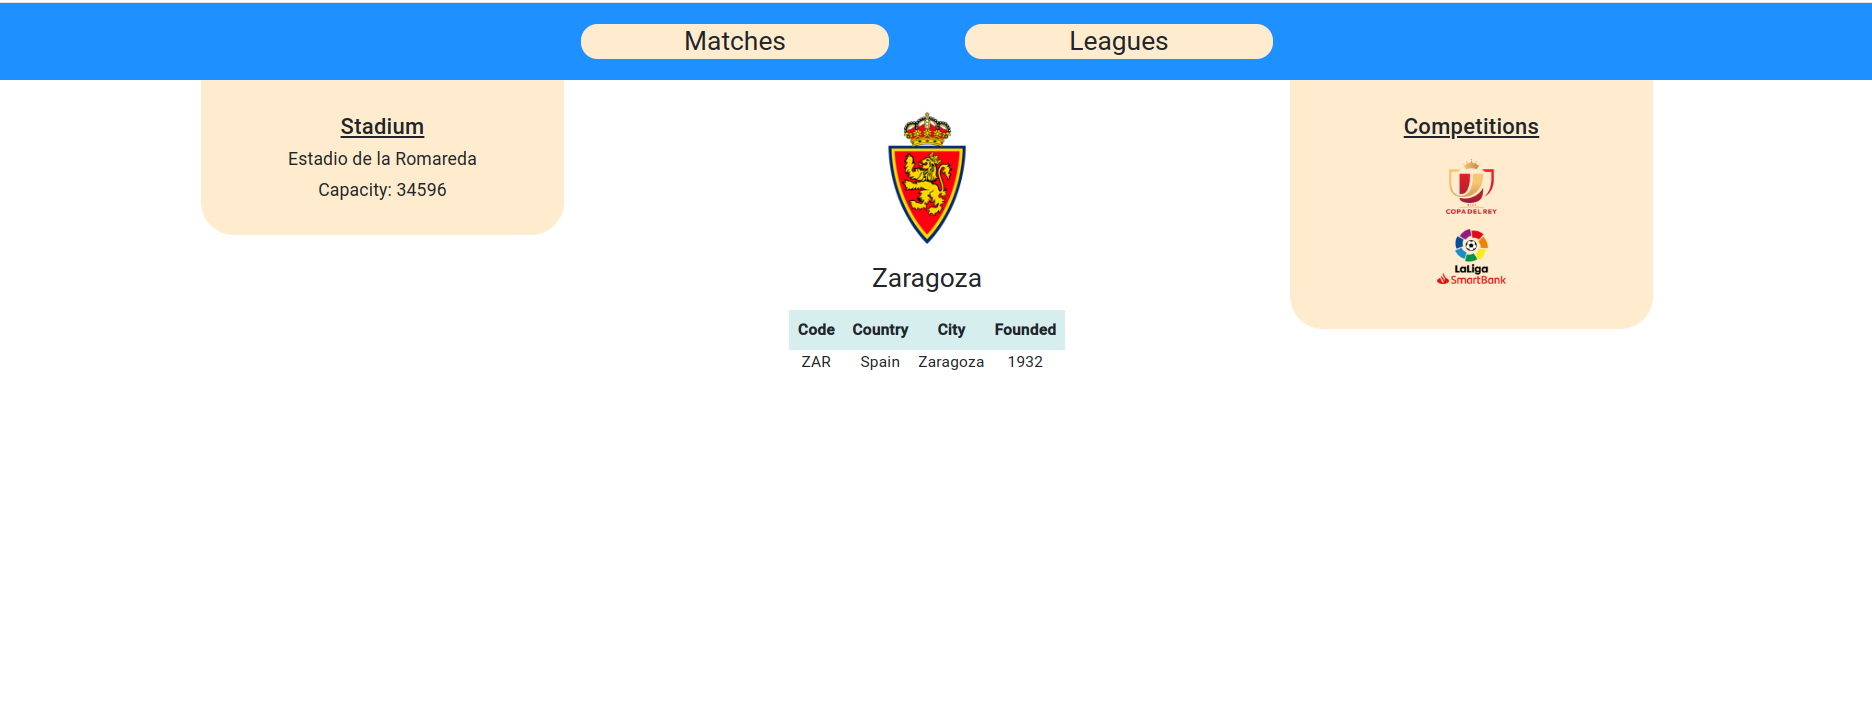 Matches Leagues
Stadium
Estadio de la Romareda
Capacity: 34596
Zaragoza
Code Country City Founded
ZAR Spain Zaragoza 1932
Competitions
COPA DEL REY
LaLiga
SmartBank